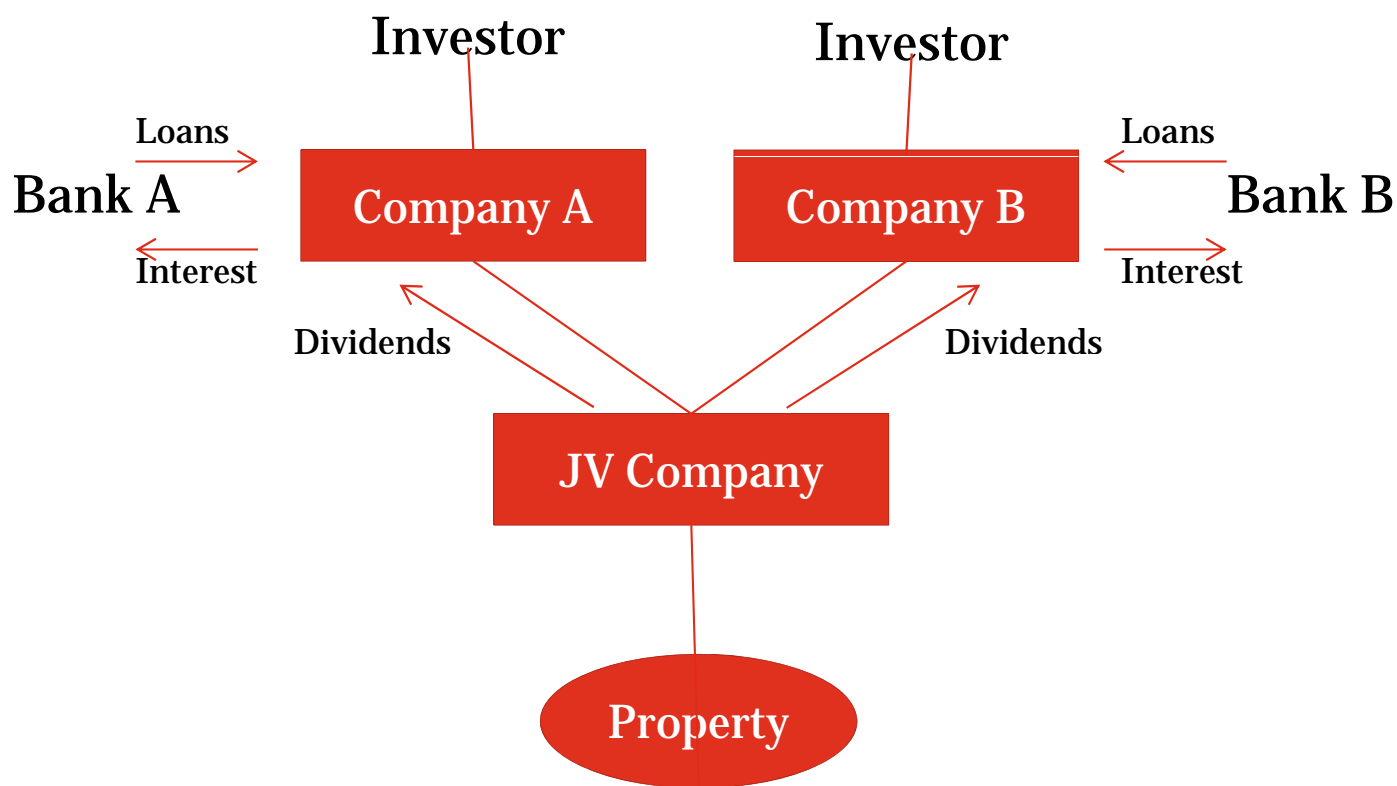 Investor
Investor
Loans
Loans
Bank A
Company A
Company B
Bank B
Interest
Interest
Dividends
Dividends
JV Company
Property